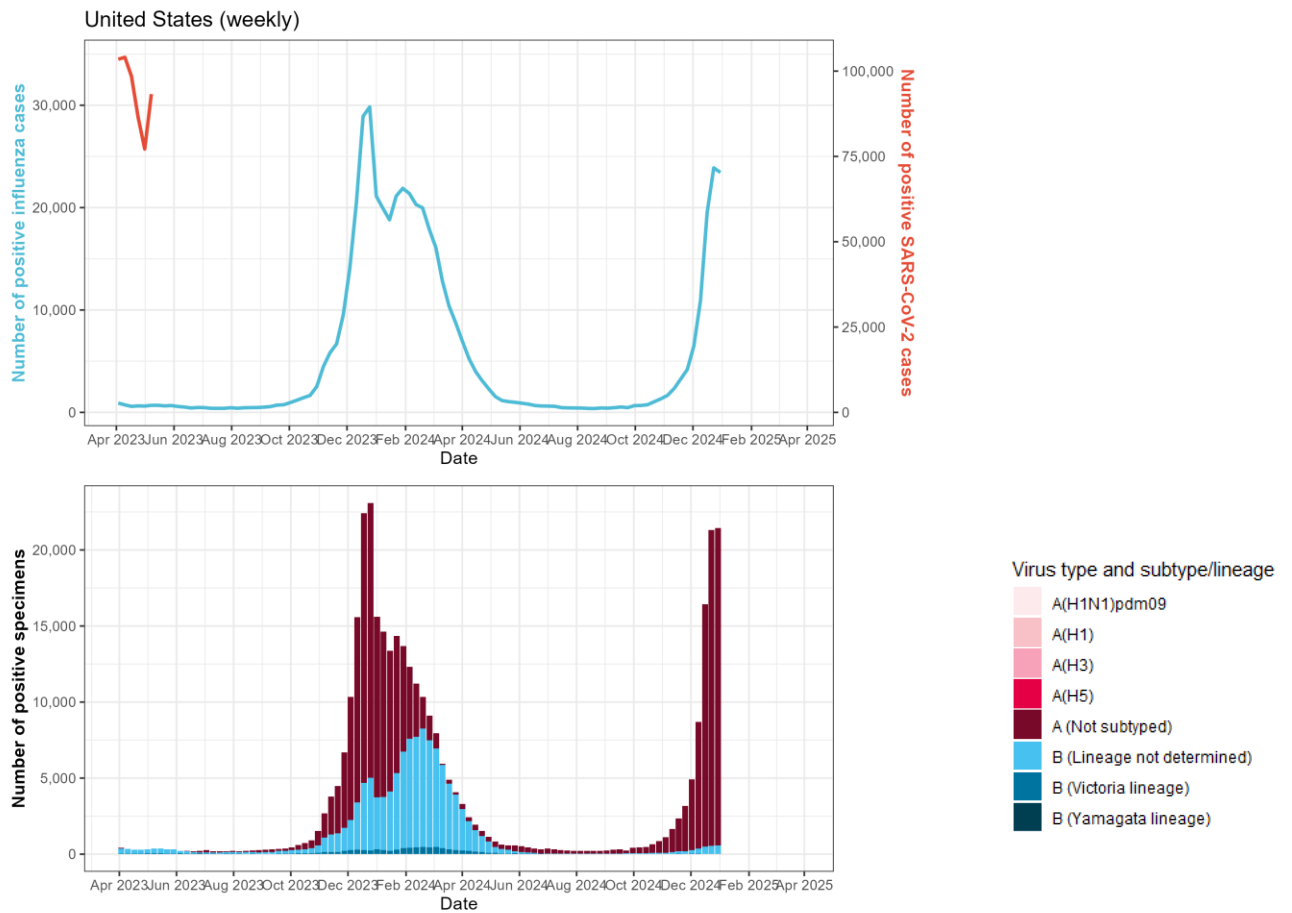 United States (weekly)
Number of positive influenza cases
30,000
20,000
10,000
0
100,000
75,000
50,000
25,000
0
Number of positive SARS-CoV-2 cases
Apr 2023 Jun 2023 Aug 2023 Oct 2023 Dec 2023 Feb 2024 Apr 2024 Jun 2024 Aug 2024 Oct 2024 Dec 2024 Feb 2025 Apr 2025
Date
Number of positive specimens
20,000
15,000
10,000
5,000
0
Apr 2023 Jun 2023 Aug 2023 Oct 2023 Dec 2023 Feb 2024 Apr 2024 Jun 2024 Aug 2024 Oct 2024 Dec 2024 Feb 2025 Apr 2025
Date
Virus type and subtype/lineage
A(H1N1)pdm09
A(H1)
A(H3)
A(H5)
A (Not subtyped)
B (Lineage not determined)
B (Victoria lineage)
B (Yamagata lineage)